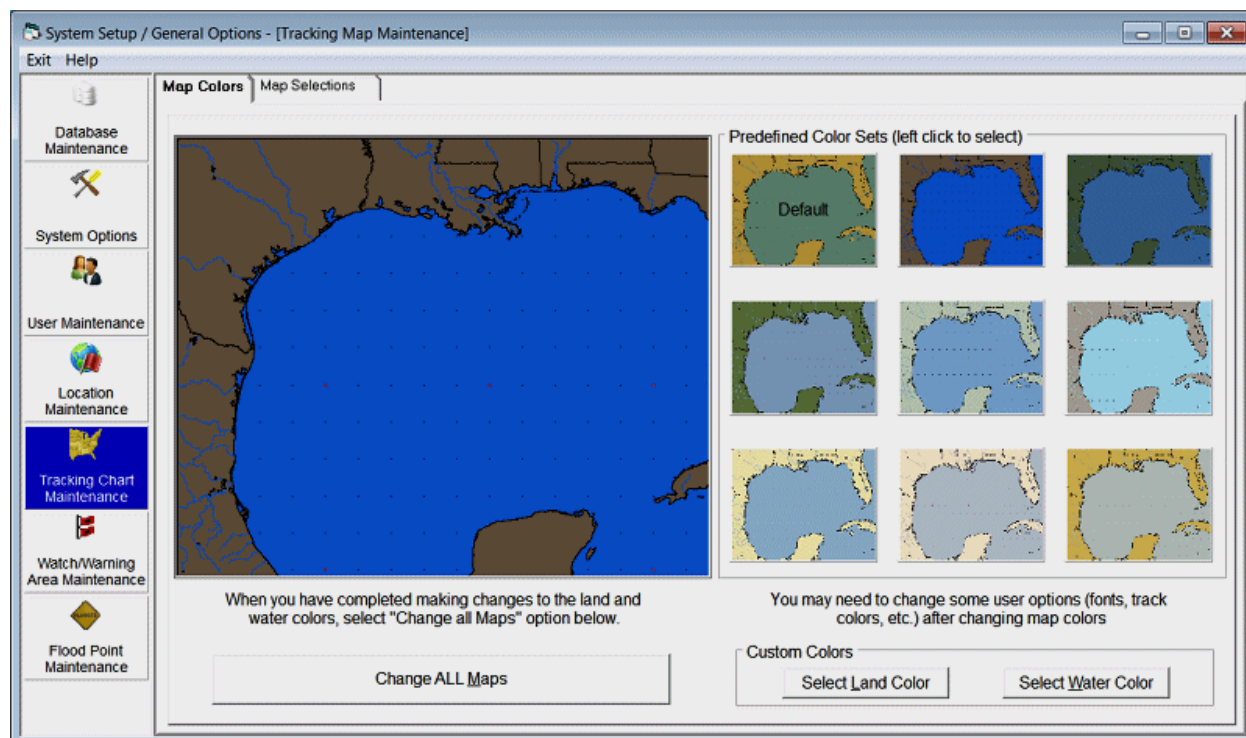 System Setup / General Options - [Tracking Map Maintenance]
Exit Help
Map Colors
Map Selections
Database
Maintenance
System Options
User Maintenance
Location
Maintenance
Tracking Chart
Maintenance
Watch/Warning
Area Maintenance
Flood Point
Maintenance
Predefined Color Sets (left click to select)
Default
When you have completed making changes to the land and
water colors, select "Change all Maps" option below.
Change ALL Maps
You may need to change some user options (fonts, track
colors, etc.) after changing map colors
Custom Colors
Select Land Color
Select Water Color